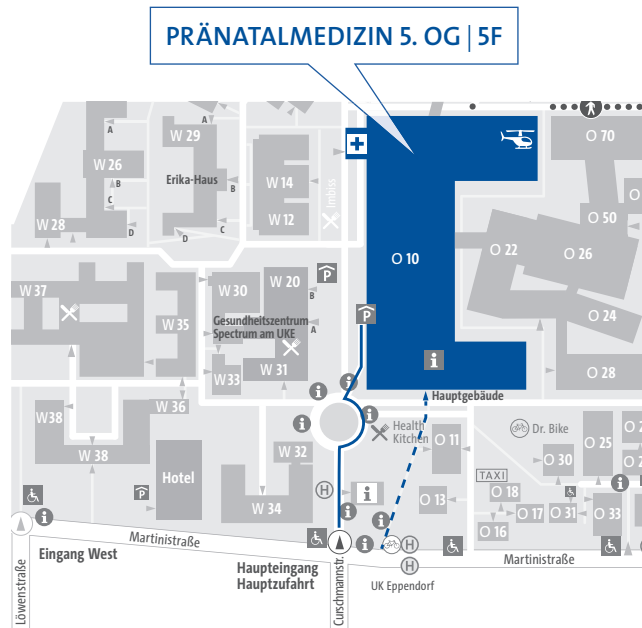 PRÄNATALMEDIZIN 5. OG | 5F
A
W 29
O 70
W 26
Erika-Haus
B
B
W 14
Imbiss
C
C
W 12
W 28
D
D
O 50
O 22
O 26
O 10
W 37
W 30
W 20
B
P
O 24
W 35
Gesundheitszentrum
Spectrum am UKE
A
P
W 33
W 31
i
O 28
i
i
Hauptgebäude
W38
W 36
i
i
Health
Kitchen
Dr. Bike
W 38
W 32
O 11
O 25
Hotel
O 30
TAXI
i
P
H
i
O 13
O 18
W 34
i
O 17
O 31
O 33
i
i
O 16
Martinistraße
i
H
Eingang West
Haupteingang
Hauptzufahrt
H
UK Eppendorf
Martinistraße
Löwenstraße
Curschmannstr.